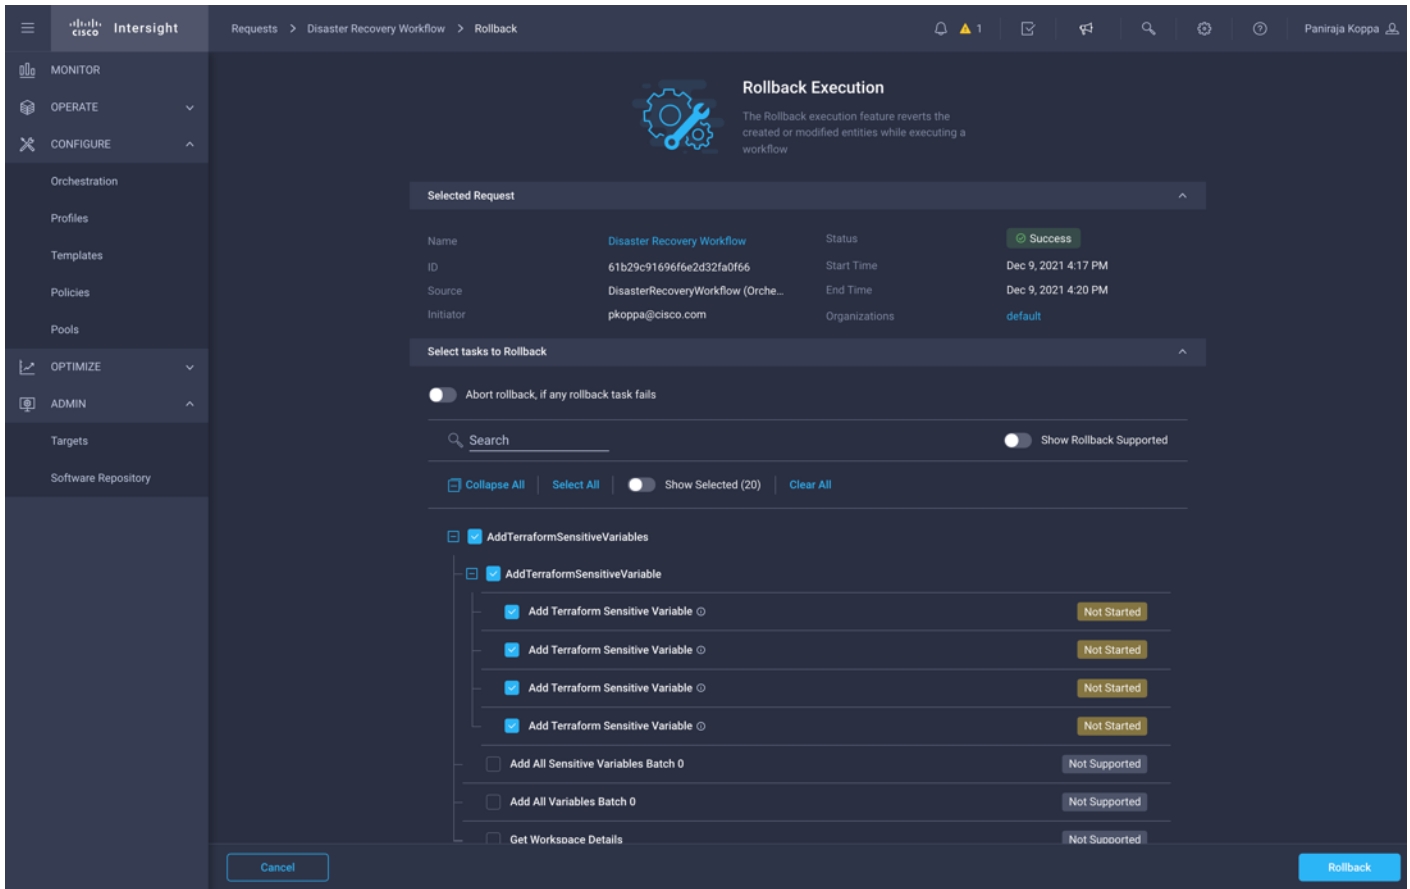 cisco Intersight
Requests > Disaster Recovery Workflow > Rollback
1
Paniraja Koppa
MONITOR
OPERATE
CONFIGURE
Orchestration
Profiles
Templates
Policies
Pools
OPTIMIZE
ADMIN
Targets
Software Repository
Rollback Execution
The Rollback execution feature reverts the
created or modified entities while executing a
workflow
Selected Request
Name Disaster Recovery Workflow Status Success
ID 61b29c91696f6e2d32fa0f66 Start Time Dec 9, 2021 4:17 PM
Source DisasterRecoveryWorkflow (Orche... End Time Dec 9, 2021 4:20 PM
Initiator pkoppa@cisco.com Organizations default
Select tasks to Rollback
Abort rollback, if any rollback task fails
Search Show Rollback Supported
Collapse All Select All Show Selected (20) Clear All
AddTerraformSensitiveVariables
AddTerraformSensitiveVariable
Add Terraform Sensitive Variable Not Started
Add Terraform Sensitive Variable Not Started
Add Terraform Sensitive Variable Not Started
Add Terraform Sensitive Variable Not Started
Add All Sensitive Variables Batch 0 Not Supported
Add All Variables Batch 0 Not Supported
Get Workspace Details Not Supported
Cancel Rollback